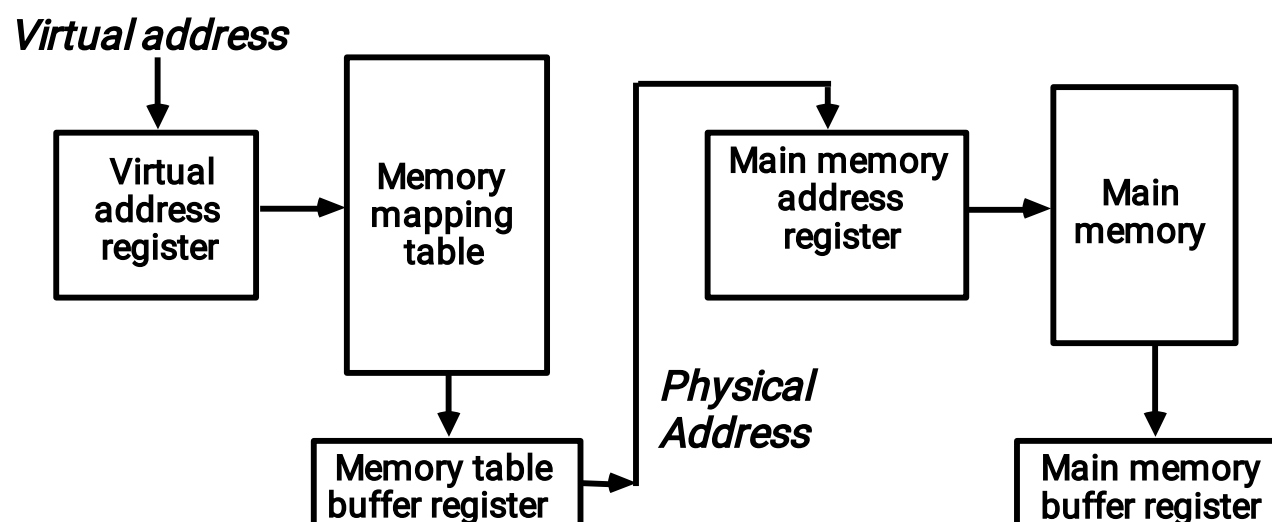 Virtual address
Virtual
address
register
Memory
mapping
table
Memory table
buffer register
Physical
Address
Main memory
address
register
Main
memory
Main memory
buffer register